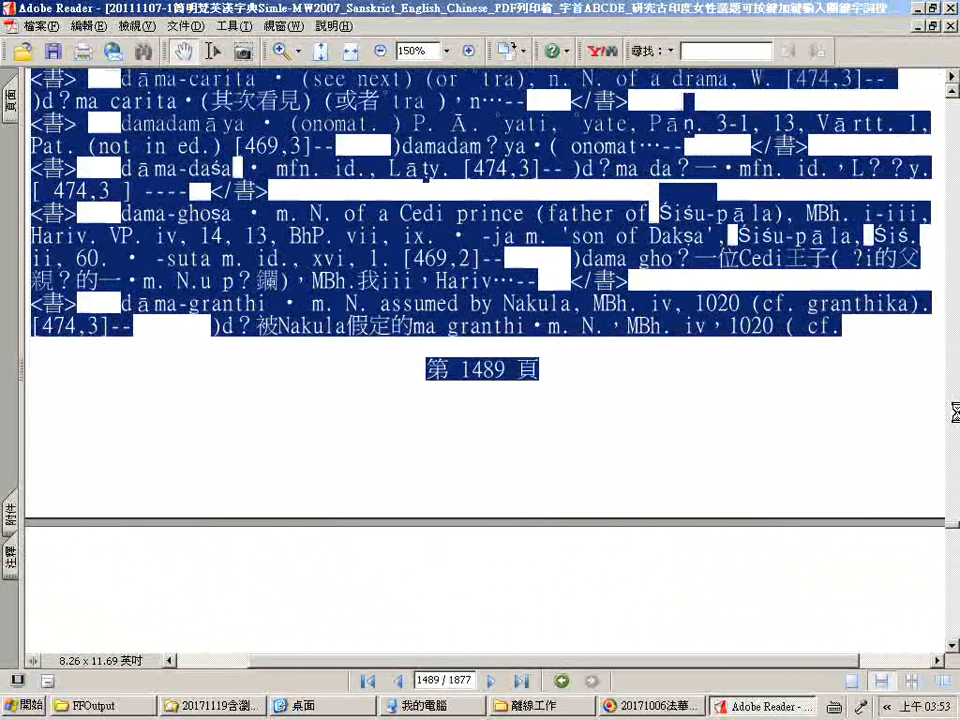 Adobe Reader - [20111107-1簡明梵英漢字典Simle-MW2007_Sanskrict_English_Chinese_PDF列印檔_字首ABCDE_研究古印度女性議題可按鍵加鍵輸入關鍵字詞搜
檔案(F) 編輯(E) 檢視(V) 文件(D) 工具(T) 視窗(W) 說明(H)
150% Y! 尋找：
頁面
<書> dāma-carita · (see next) (or ˚tra), n. N. of a drama, W. [474,3]--
)d？ma carita·(其次看見) (或者˚tra )，n…-- </書>
<書> damadamāya · (onomat. ) P. Ā. ˚yati, ˚yate, Pāṇ. 3-1, 13, Vārtt. 1,
Pat. (not in ed.) [469,3]-- )damadam？ya·( onomat…-- </書>
<書> dāma-daśa · mfn. id., Lāṭy. [474,3]-- )d？ma da？一·mfn. id.，L？？y.
[ 474,3 ] ---- </書>
<書> dama-ghoṣa · m. N. of a Cedi prince (father of Śiśu-pāla), MBh. i-iii,
Hariv. VP. iv, 14, 13, BhP. vii, ix. · -ja m. 'son of Dakṣa', Śiśu-pāla, Śiś.
ii, 60. · -suta m. id., xvi, 1. [469,2]-- )dama gho？一位Cedi王子( ?i的父
親？的一·m. N.u p？鑭)，MBh.我iii，Hariv…-- </書>
<書> dāma-granthi · m. N. assumed by Nakula, MBh. iv, 1020 (cf. granthika).
[474,3]-- )d？被Nakula假定的ma granthi·m. N.，MBh. iv，1020 ( cf.
第 1489 頁
附件
注釋
8.26 x 11.69 英吋
1489 / 1877
開始 FFOutput 20171119含瀏... 桌面 我的電腦 離線工作 20171006法華... Adobe Reader - [... « 上午 03:53